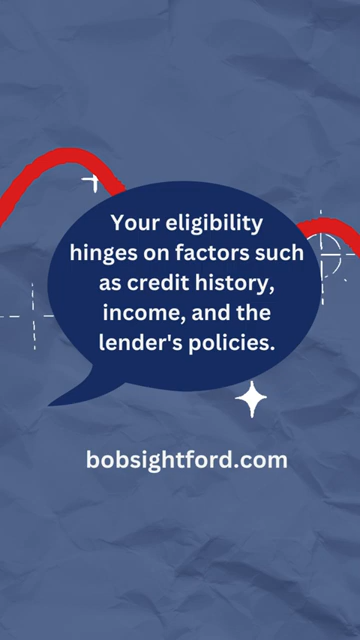 Your eligibility
hinges on factors such
as credit history,
income, and the
lender's policies.
bobsightford.com